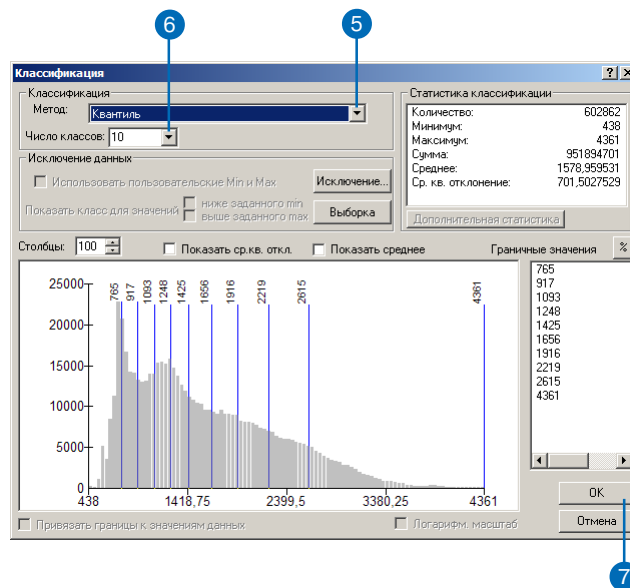 6
5
Классификация
Классификация
Метод:
Квантиль
Число классов:
10
Статистика классификации
Количество: 602862
Минимум: 438
Максимум: 4361
Сумма: 951894701
Среднее: 1578,959531
Ср. кв. отклонение: 701,5027529
Дополнительная статистика
Исключение данных
Использовать пользовательские Min и Max
Исключение...
Показать класс для значений
ниже заданного min
выше заданного max
Выборка
Столбцы: 100
Показать ср.кв. откл.
Показать среднее
Граничные значения
%
765
917
1093
1248
1425
1656
1916
2219
2615
4361
25000
20000
15000
10000
5000
0
765
917
1093
1248
1425
1656
1916
2219
2615
4361
438
1418,75
2399,5
3380,25
4361
Привязать границы к значениям данных
Логарифм. масштаб
OK
Отмена
7